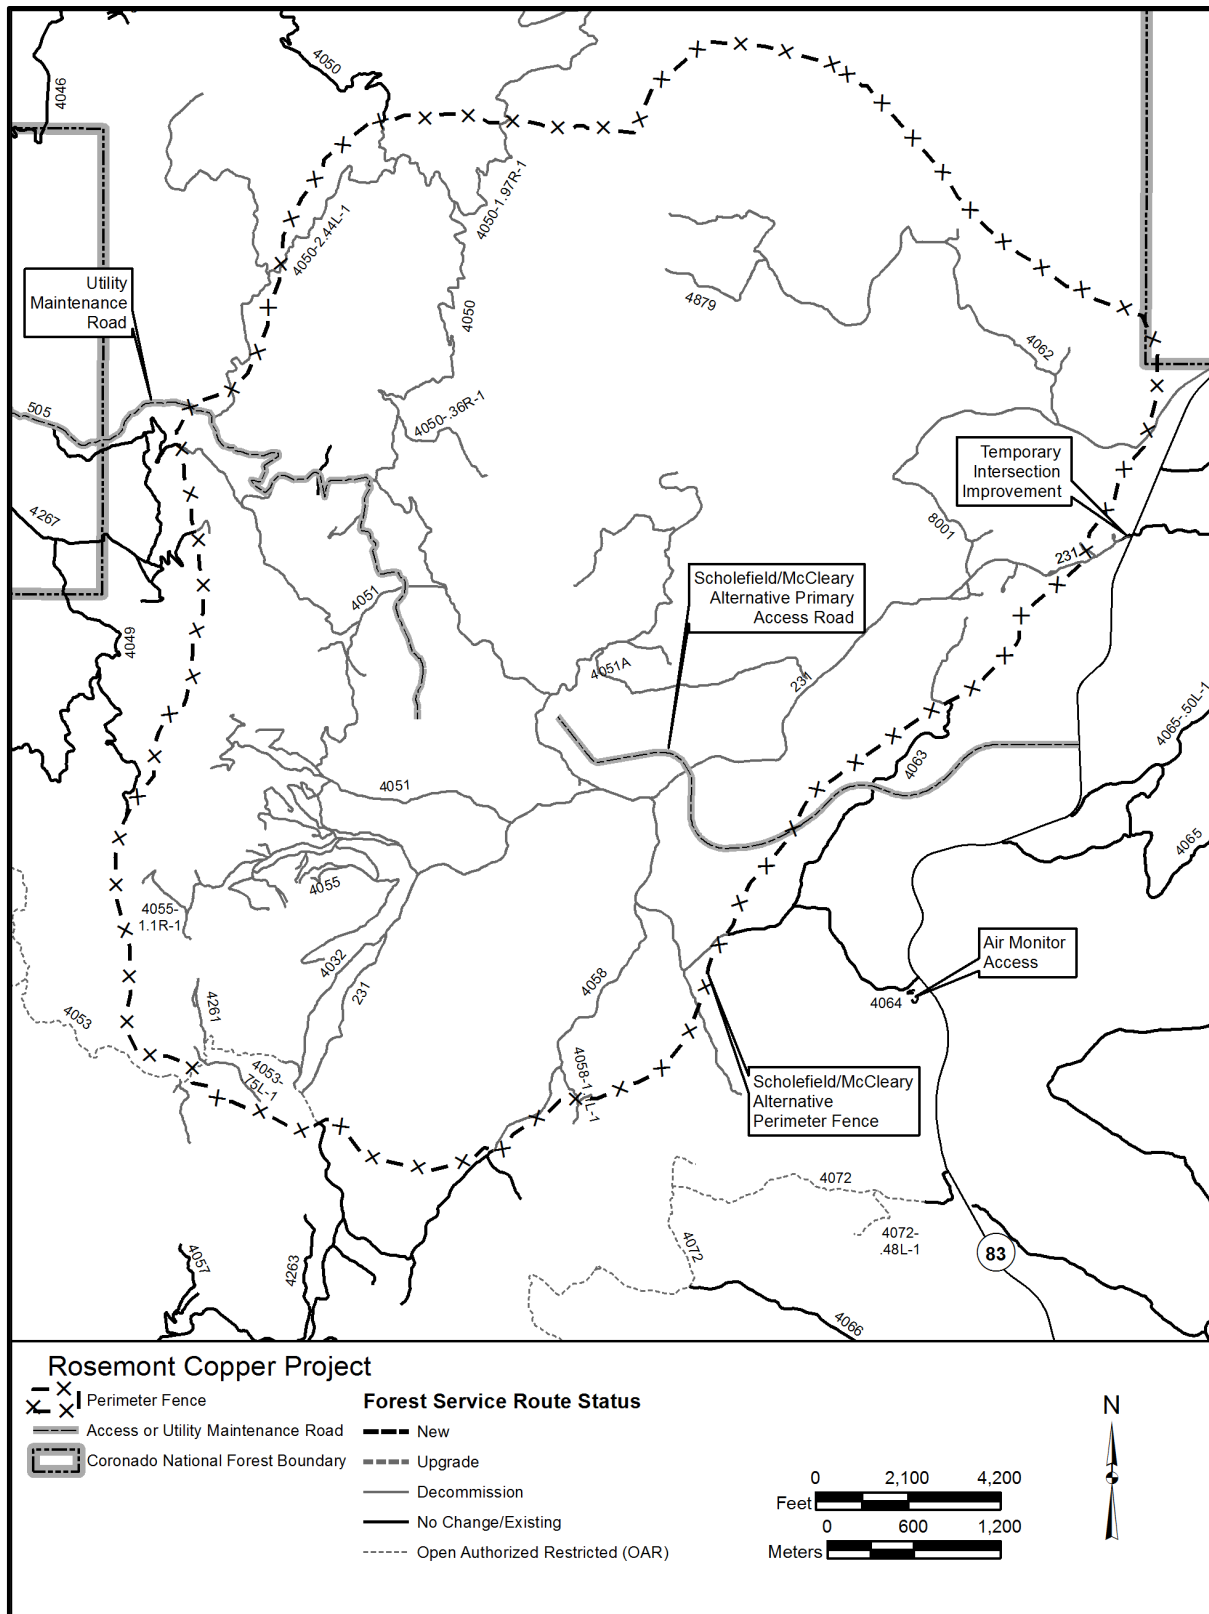 4050
4046
4050-1.97R-1
4050-2.44L-1
Utility
Maintenance
Road
4050
4879
4062
505
4050-.36R-1
Temporary
Intersection
Improvement
4267
8001
231
Scholefield/McCleary
Alternative Primary
Access Road
4051
4049
4051A
231
4065-.50L-1
4063
4051
4065
4055
4055-
1.1R-1
Air Monitor
Access
4032
231
4058
4261
4064
4053
4053-
.75L-1
4058-1.1L-1
Scholefield/McCleary
Alternative
Perimeter Fence
4072
4072-
.48L-1
4072
4057
4263
83
4066
Rosemont Copper Project
Perimeter Fence
Access or Utility Maintenance Road
Coronado National Forest Boundary
Forest Service Route Status
New
Upgrade
Decommission
No Change/Existing
Open Authorized Restricted (OAR)
0 2,100 4,200
Feet
0 600 1,200
Meters
N